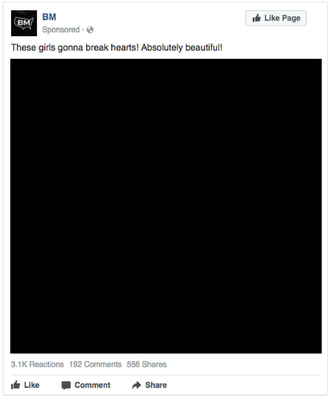 BM
BM
Like Page
Sponsored ·
These girls gonna break hearts! Absolutely beautiful!
3.1K Reactions 192 Comments 556 Shares
Like Comment Share